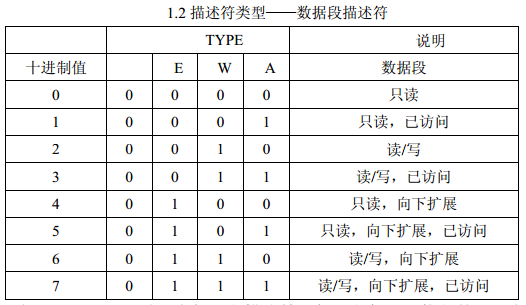 1.2 描述符类型——数据段描述符
TYPE 说明
十进制值 E W A 数据段
0 0 0 0 0 只读
1 0 0 0 1 只读，已访问
2 0 0 1 0 读/写
3 0 0 1 1 读/写，已访问
4 0 1 0 0 只读，向下扩展
5 0 1 0 1 只读，向下扩展，已访问
6 0 1 1 0 读/写，向下扩展
7 0 1 1 1 读/写，向下扩展，已访问